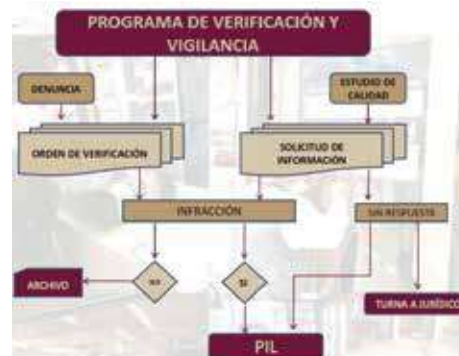 PROGRAMA DE VERIFICACIÓN Y
VIGILANCIA
DENUNCIA
ESTUDIO DE
CALIDAD
ORDEN DE VERIFICACIÓN
SOLICITUD DE
INFORMACIÓN
INFRACCIÓN
SIN RESPUESTA
ARCHIVO
NO
SI
TURNA A JURÍDICO
PIL